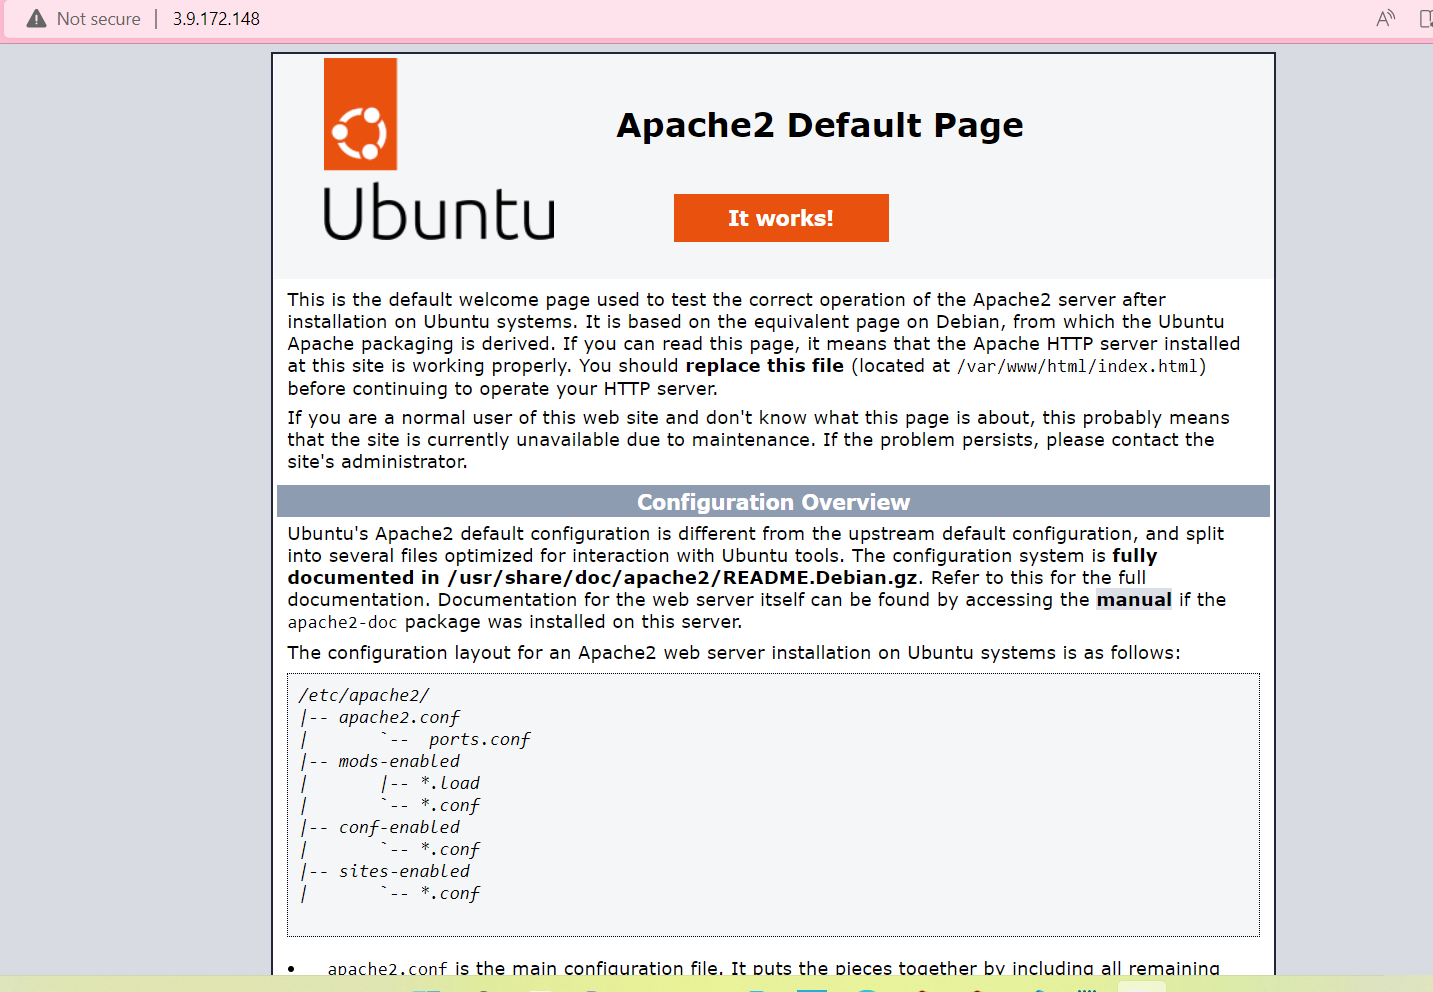 Not secure | 3.9.172.148
Ubuntu
Apache2 Default Page
It works!
This is the default welcome page used to test the correct operation of the Apache2 server after
installation on Ubuntu systems. It is based on the equivalent page on Debian, from which the Ubuntu
Apache packaging is derived. If you can read this page, it means that the Apache HTTP server installed
at this site is working properly. You should replace this file (located at /var/www/html/index.html)
before continuing to operate your HTTP server.
If you are a normal user of this web site and don't know what this page is about, this probably means
that the site is currently unavailable due to maintenance. If the problem persists, please contact the
site's administrator.
Configuration Overview
Ubuntu's Apache2 default configuration is different from the upstream default configuration, and split
into several files optimized for interaction with Ubuntu tools. The configuration system is fully
documented in /usr/share/doc/apache2/README.Debian.gz. Refer to this for the full
documentation. Documentation for the web server itself can be found by accessing the manual if the
apache2-doc package was installed on this server.
The configuration layout for an Apache2 web server installation on Ubuntu systems is as follows:
/etc/apache2/
|-- apache2.conf
|       `--  ports.conf
|-- mods-enabled
|       |-- *.load
|       `-- *.conf
|-- conf-enabled
|       `-- *.conf
|-- sites-enabled
|       `-- *.conf
• apache2.conf is the main configuration file. It puts the pieces together by including all remaining